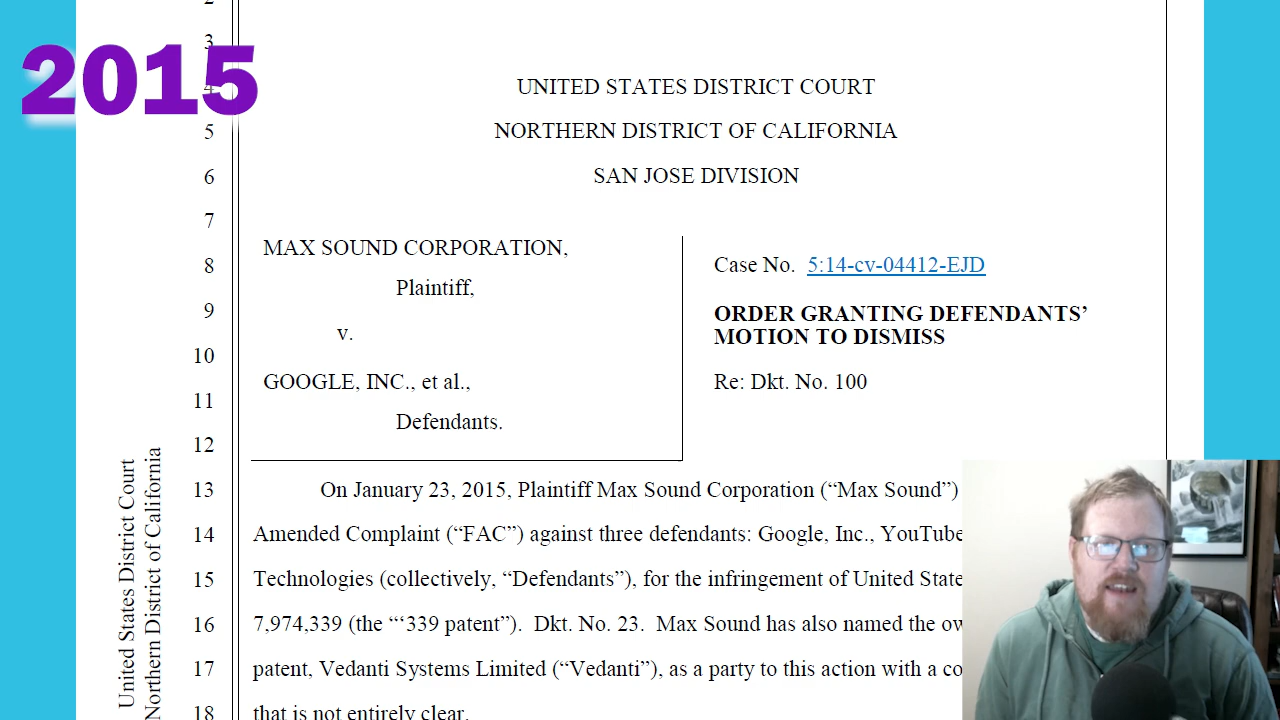 2015
2
3
4
5
6
7
8
9
10
11
12
13
14
15
16
17
18
United States District Court
Northern District of California
UNITED STATES DISTRICT COURT
NORTHERN DISTRICT OF CALIFORNIA
SAN JOSE DIVISION
MAX SOUND CORPORATION,
Plaintiff,
v.
GOOGLE, INC., et al.,
Defendants.
Case No. 5:14-cv-04412-EJD
ORDER GRANTING DEFENDANTS’
MOTION TO DISMISS
Re: Dkt. No. 100
On January 23, 2015, Plaintiff Max Sound Corporation (“Max Sound”)
Amended Complaint (“FAC”) against three defendants: Google, Inc., YouTube
Technologies (collectively, “Defendants”), for the infringement of United State
7,974,339 (the “‘339 patent”). Dkt. No. 23. Max Sound has also named the ow
patent, Vedanti Systems Limited (“Vedanti”), as a party to this action with a co
that is not entirely clear.